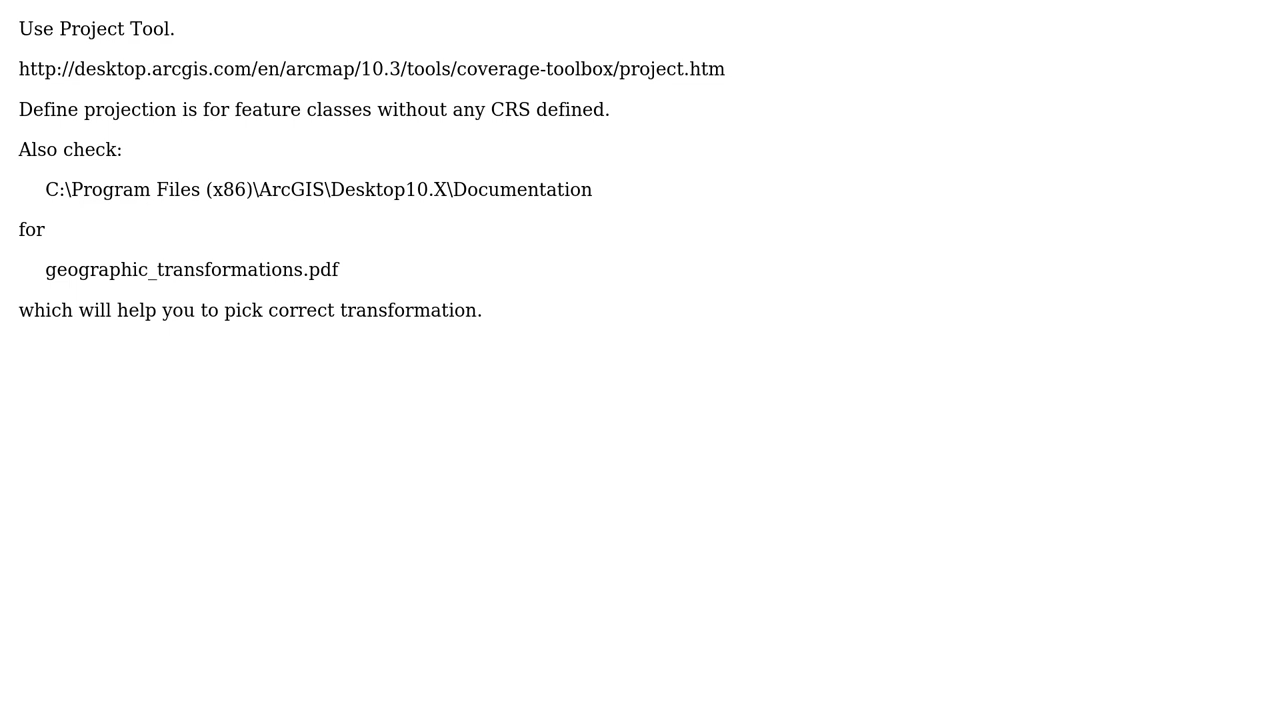 Use Project Tool.
http://desktop.arcgis.com/en/arcmap/10.3/tools/coverage-toolbox/project.htm
Define projection is for feature classes without any CRS defined.
Also check:
C:\Program Files (x86)\ArcGIS\Desktop10.X\Documentation
for
geographic_transformations.pdf
which will help you to pick correct transformation.